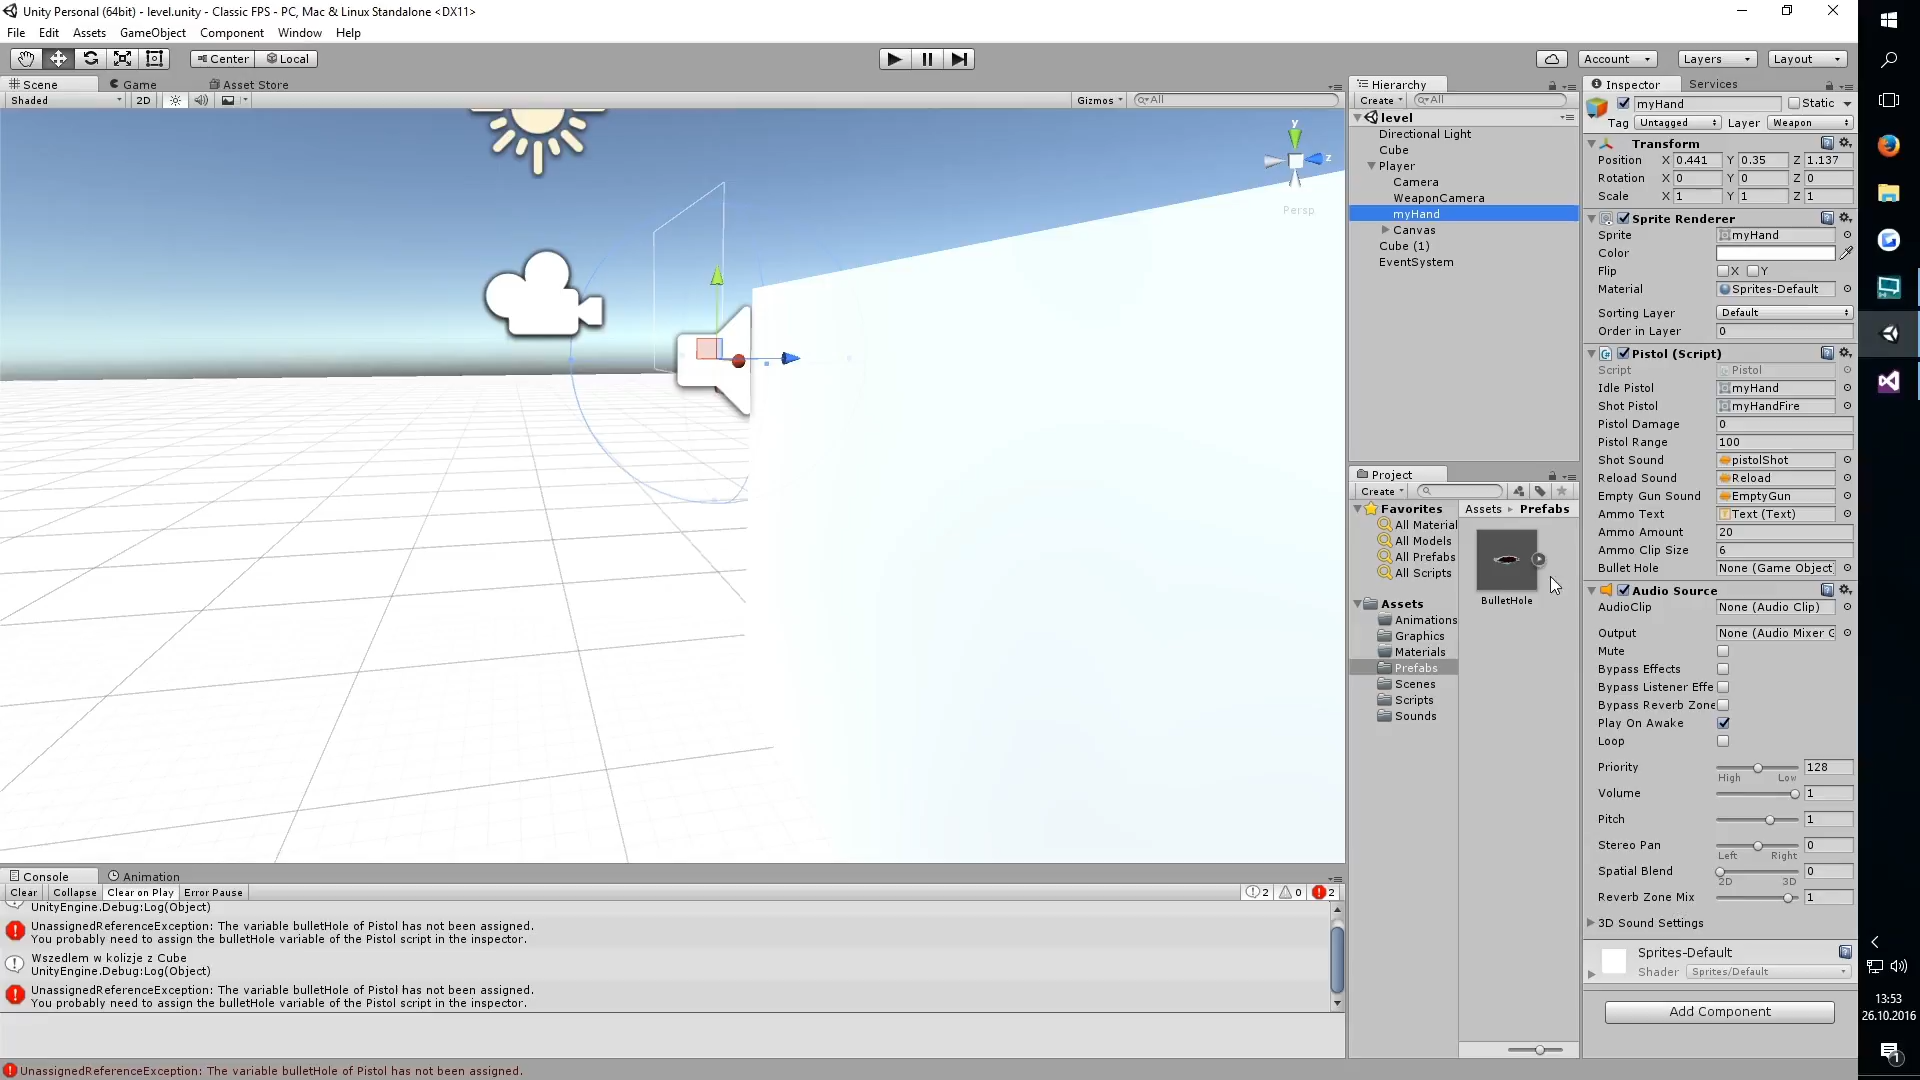 Unity Personal (64bit) - level.unity - Classic FPS - PC, Mac & Linux Standalone <DX11>
File Edit Assets GameObject Component Window Help
Center Local
Account Layers Layout
Scene Game Asset Store
Shaded 2D Gizmos All
y
z
Persp
Hierarchy
Create All
level
Directional Light
Cube
Player
Camera
WeaponCamera
myHand
Canvas
Cube (1)
EventSystem
Project
Create
Favorites
All Material
All Models
All Prefabs
All Scripts
Assets
Animations
Graphics
Materials
Prefabs
Scenes
Scripts
Sounds
Assets Prefabs
BulletHole
Inspector Services
myHand Static
Tag Untagged Layer Weapon
Transform
Position X 0.441 Y 0.35 Z 1.137
Rotation X 0 Y 0 Z 0
Scale X 1 Y 1 Z 1
Sprite Renderer
Sprite myHand
Color
Flip X Y
Material Sprites-Default
Sorting Layer Default
Order in Layer 0
Pistol (Script)
Script Pistol
Idle Pistol myHand
Shot Pistol myHandFire
Pistol Damage 0
Pistol Range 100
Shot Sound pistolShot
Reload Sound Reload
Empty Gun Sound EmptyGun
Ammo Text Text (Text)
Ammo Amount 20
Ammo Clip Size 6
Bullet Hole None (Game Object
Audio Source
AudioClip None (Audio Clip)
Output None (Audio Mixer G
Mute
Bypass Effects
Bypass Listener Effe
Bypass Reverb Zone
Play On Awake
Loop
Priority 128
High Low
Volume 1
Pitch 1
Stereo Pan 0
Left Right
Spatial Blend 0
2D 3D
Reverb Zone Mix 1
3D Sound Settings
Sprites-Default
Shader Sprites/Default
Add Component
Console Animation
Clear Collapse Clear on Play Error Pause 2 0 2
UnityEngine.Debug:Log(Object)
UnassignedReferenceException: The variable bulletHole of Pistol has not been assigned.
You probably need to assign the bulletHole variable of the Pistol script in the inspector.
Wszedlem w kolizje z Cube
UnityEngine.Debug:Log(Object)
UnassignedReferenceException: The variable bulletHole of Pistol has not been assigned.
You probably need to assign the bulletHole variable of the Pistol script in the inspector.
UnassignedReferenceException: The variable bulletHole of Pistol has not been assigned.
13:53
26.10.2016
1